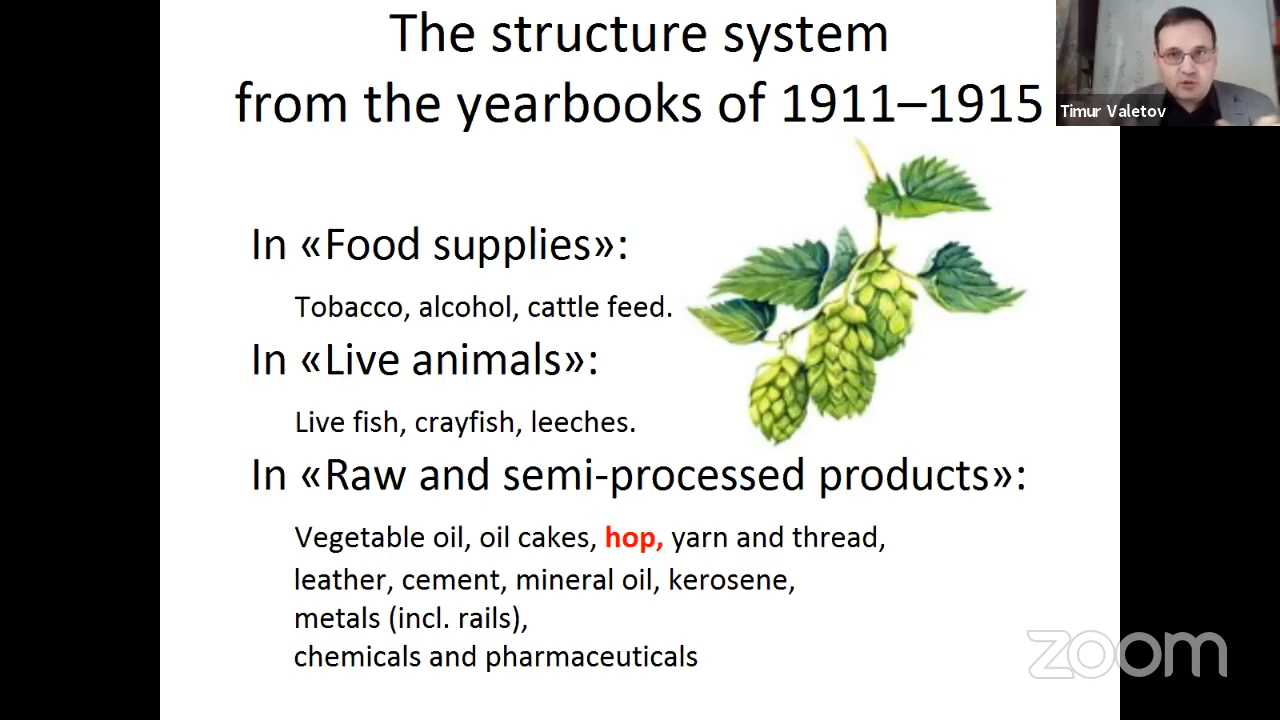 The structure system
from the yearbooks of 1911–1915
Timur Valetov
In «Food supplies»:
Tobacco, alcohol, cattle feed.
In «Live animals»:
Live fish, crayfish, leeches.
In «Raw and semi-processed products»:
Vegetable oil, oil cakes, hop, yarn and thread,
leather, cement, mineral oil, kerosene,
metals (incl. rails),
chemicals and pharmaceuticals
zoom